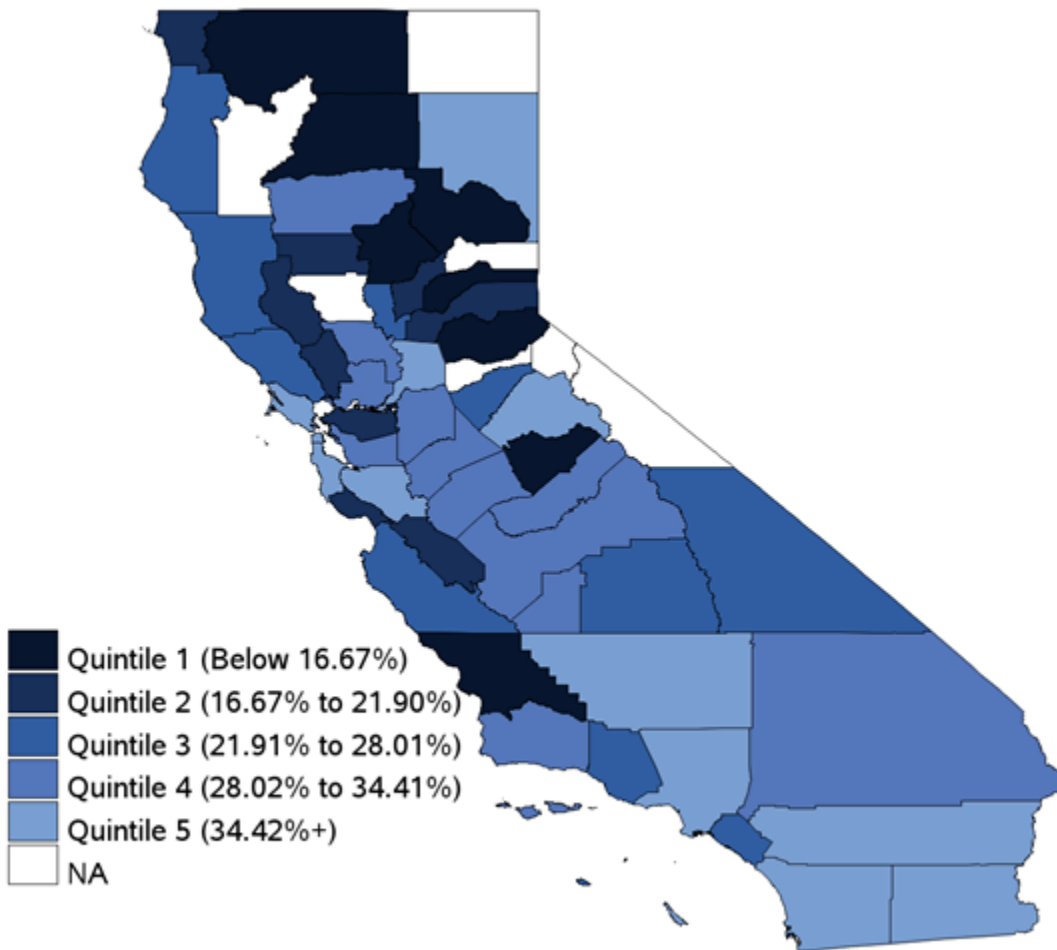 Quintile 1 (Below 16.67%)
Quintile 2 (16.67% to 21.90%)
Quintile 3 (21.91% to 28.01%)
Quintile 4 (28.02% to 34.41%)
Quintile 5 (34.42%+)
NA